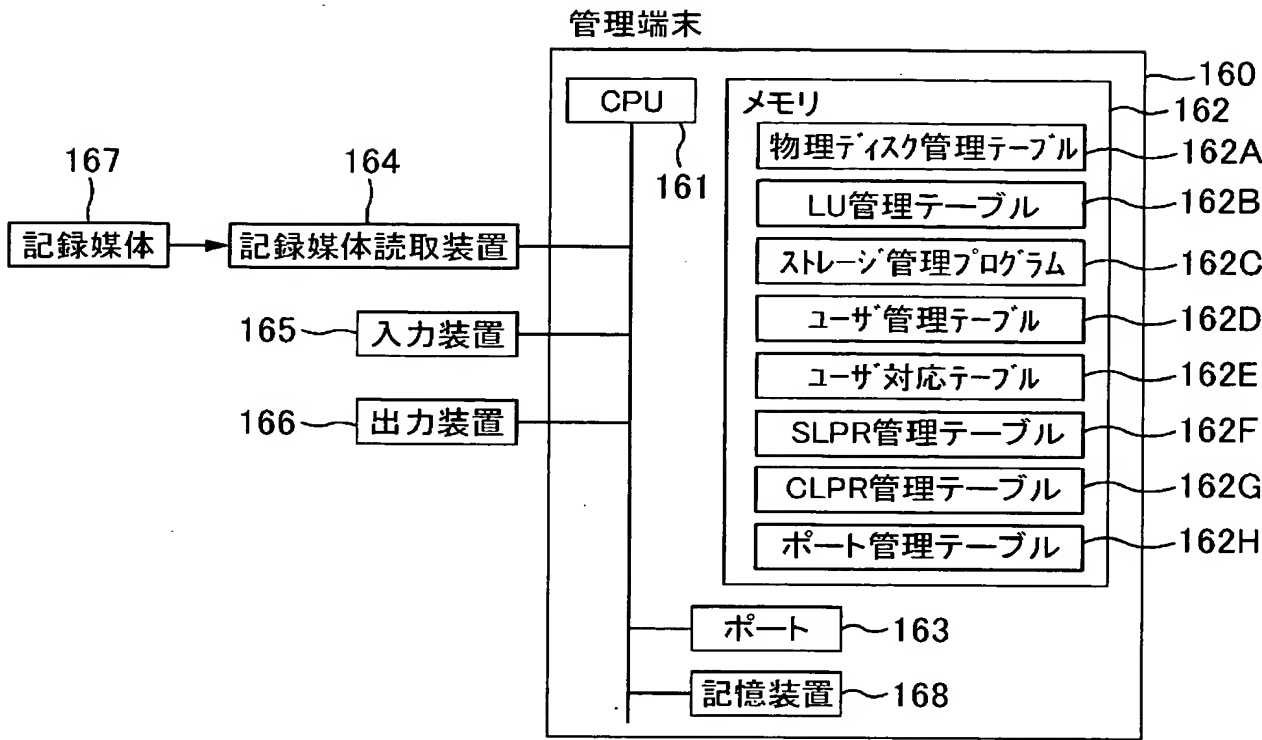 管理端末
160
CPU
161
メモリ
162
物理ディスク管理テーブル
162A
LU管理テーブル
162B
ストレージ管理プログラム
162C
ユーザ管理テーブル
162D
ユーザ対応テーブル
162E
SLPR管理テーブル
162F
CLPR管理テーブル
162G
ポート管理テーブル
162H
167
164
記録媒体
記録媒体読取装置
165
入力装置
166
出力装置
ポート
163
記憶装置
168